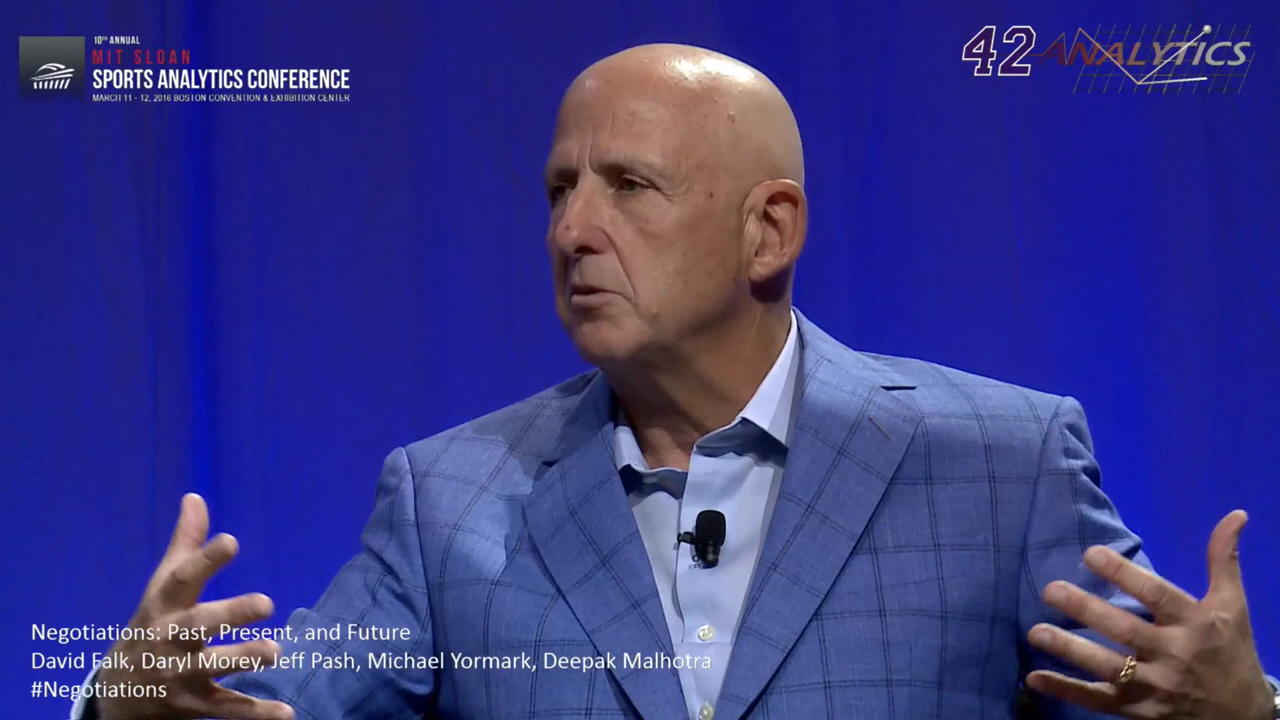 10TH ANNUAL
MIT SLOAN
SPORTS ANALYTICS CONFERENCE
MARCH 11 - 12, 2016 BOSTON CONVENTION & EXHIBITION CENTER
42 ANALYTICS
Negotiations: Past, Present, and Future
David Falk, Daryl Morey, Jeff Pash, Michael Yormark, Deepak Malhotra
#Negotiations